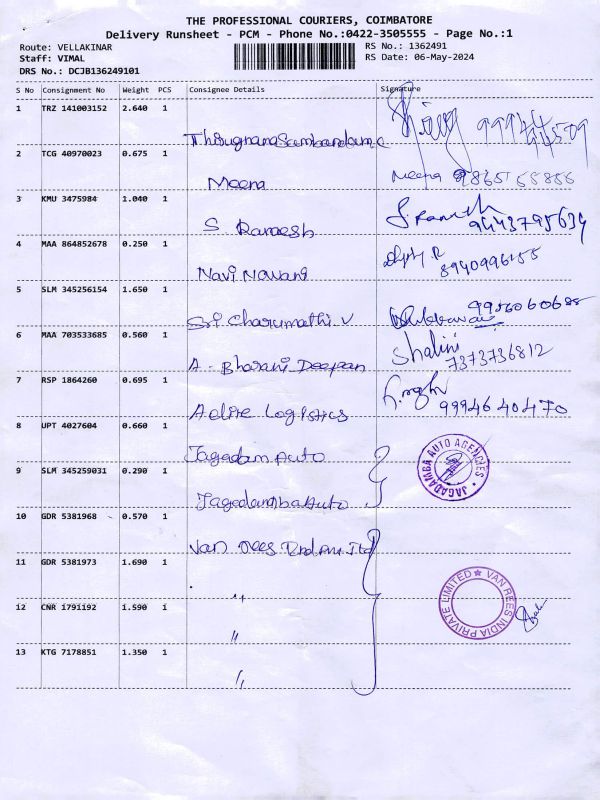 THE PROFESSIONAL COURIERS, COIMBATORE
Delivery Runsheet - PCM - Phone No.:0422-3505555 - Page No.:1
Route: VELLAKINAR
RS No.: 1362491
Staff: VIMAL
RS Date: 06-May-2024
DRS No.: DCJB136249101
S No Consignment No Weight PCS Consignee Details Signature
1 TRZ 141003152 2.640 1
Thirugnanasambandam
2 TCG 40970023 0.675 1
Meena Meena
3 KMU 3475984 1.040 1
S. Ramesh 9443795634
4 MAA 864852678 0.250 1
Navi Nawani
5 SLM 345256154 1.650 1
Sri Charumathi. V
6 MAA 703533685 0.560 1
A. Bharani Deepan Shalini 7373736812
7 RSP 1864260 0.695 1
Logistics 9994640470
8 UPT 4027604 0.660 1
Jagadam Auto
JAGADAMBA AUTO AGENCIES
9 SLM 345259031 0.290 1
Jagadamba Auto
10 GDR 5381968 0.570 1
Van Rees
11 GDR 5381973 1.690 1
"
VAN REES INDIA PRIVATE LIMITED
12 CNR 1791192 1.590 1
"
13 KTG 7178851 1.350 1
"